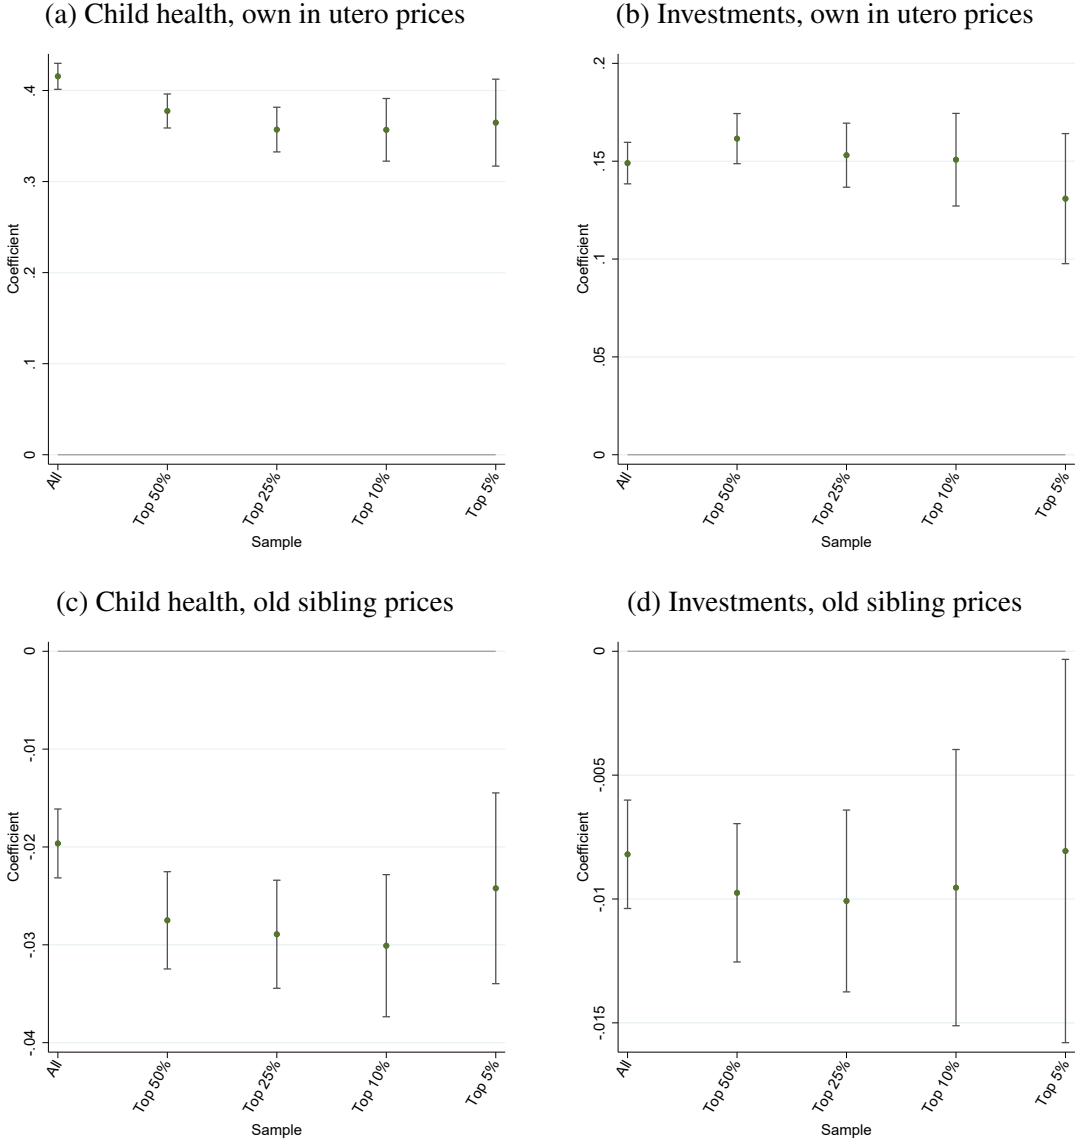 (a) Child health, own in utero prices
.4
.3
.2
.1
0
Coefficient
All
Top 50%
Top 25%
Top 10%
Top 5%
Sample
(b) Investments, own in utero prices
.2
.15
.1
.05
0
Coefficient
All
Top 50%
Top 25%
Top 10%
Top 5%
Sample
(c) Child health, old sibling prices
0
-.01
-.02
-.03
-.04
Coefficient
All
Top 50%
Top 25%
Top 10%
Top 5%
Sample
(d) Investments, old sibling prices
0
-.005
-.01
-.015
Coefficient
All
Top 50%
Top 25%
Top 10%
Top 5%
Sample